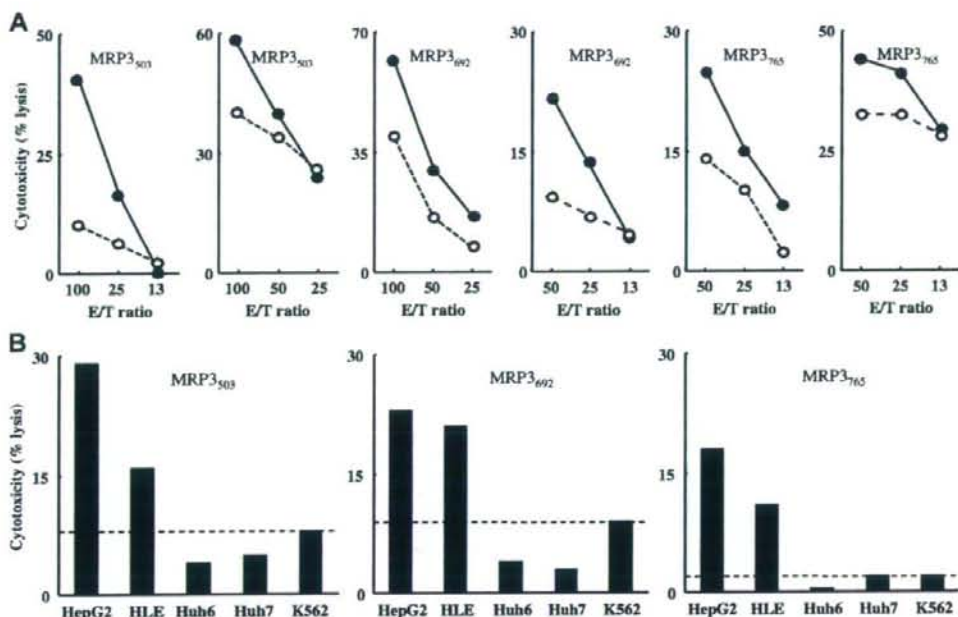 A
50 25 0 MRP3503 100 25 13
60 30 0 MRP3503 100 50 25
70 35 0 MRP3692 100 50 25
30 15 0 MRP3692 50 25 13
30 15 0 MRP3765 50 25 13
50 25 0 MRP3765 50 25 13
Cytotoxicity (% lysis)
E/T ratio E/T ratio E/T ratio E/T ratio E/T ratio E/T ratio
B
30 15 0 MRP3503
30 15 0 MRP3692
30 15 0 MRP3765
Cytotoxicity (% lysis)
HepG2 HLE Huh6 Huh7 K562
HepG2 HLE Huh6 Huh7 K562
HepG2 HLE Huh6 Huh7 K562